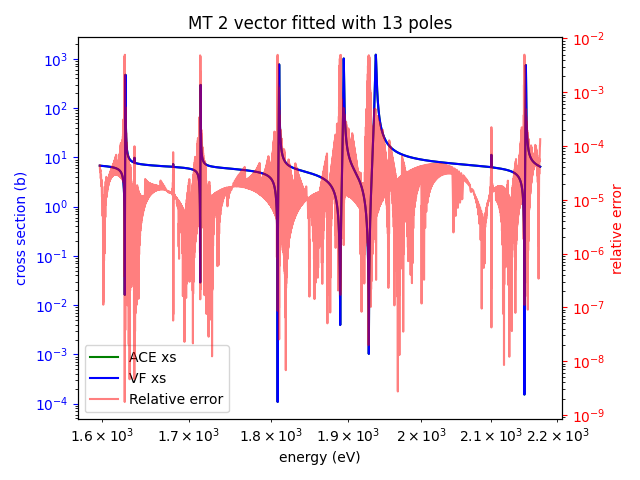 MT 2 vector fitted with 13 poles
cross section (b)
10³
10²
10¹
10⁰
10⁻¹
10⁻²
10⁻³
10⁻⁴
10⁻²
10⁻³
10⁻⁴
10⁻⁵
10⁻⁶
10⁻⁷
10⁻⁸
10⁻⁹
relative error
ACE xs
VF xs
Relative error
1.6 × 10³ 1.7 × 10³ 1.8 × 10³ 1.9 × 10³ 2 × 10³ 2.1 × 10³ 2.2 × 10³
energy (eV)